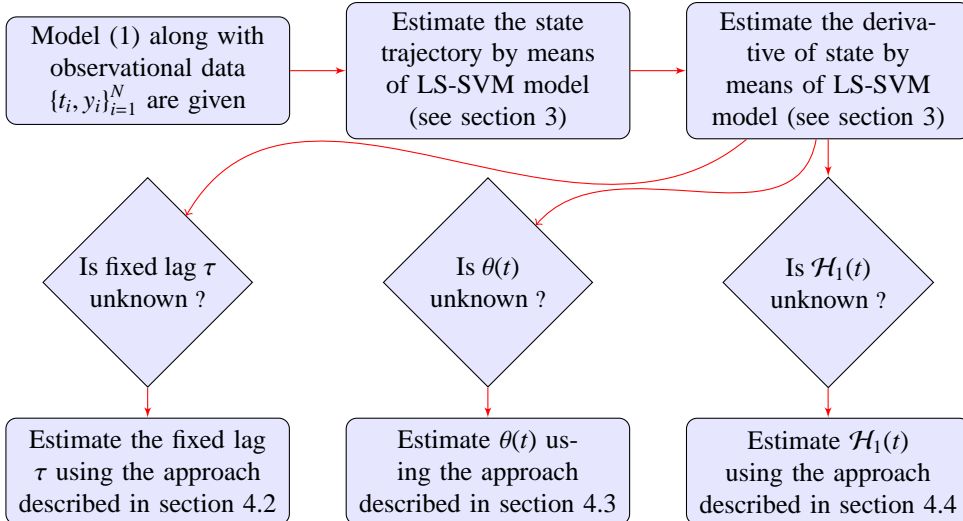 Model (1) along with
observational data
$\{t_i, y_i\}_{i=1}^{N}$ are given
Estimate the state
trajectory by means
of LS-SVM model
(see section 3)
Estimate the deriva-
tive of state by
means of LS-SVM
model (see section 3)
Is fixed lag τ
unknown ?
Is θ(t)
unknown ?
Is $\mathcal{H}_1(t)$
unknown ?
Estimate the fixed lag
τ using the approach
described in section 4.2
Estimate θ(t) us-
ing the approach
described in section 4.3
Estimate $\mathcal{H}_1(t)$
using the approach
described in section 4.4